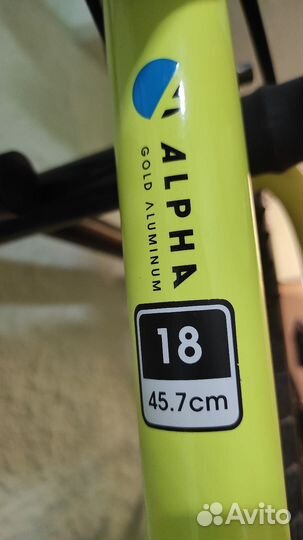 ALPHA
GOLD ALUMINUM
18
45.7cm
Avito